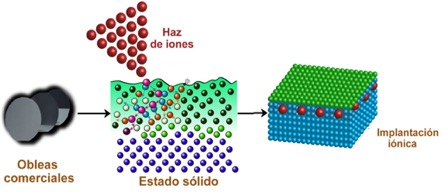 Haz
de iones
Obleas
comerciales
Estado sólido
Implantación
iónica